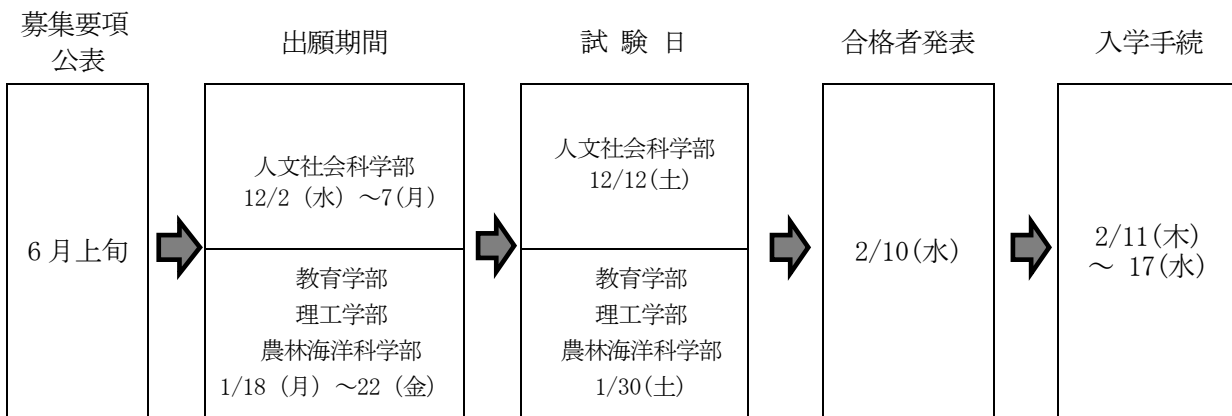 募集要項
公表
出願期間
試 験 日
合格者発表
入学手続
6 月上旬
人文社会科学部
12/2 (水) ～7(月)
教育学部
理工学部
農林海洋科学部
1/18 (月) ～22 (金)
人文社会科学部
12/12(土)
教育学部
理工学部
農林海洋科学部
1/30(土)
2/10(水)
2/11(木)
～ 17(水)